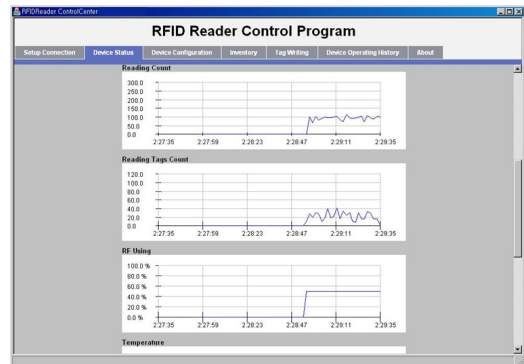 RFIDReader ControlCenter
RFID Reader Control Program
Setup Connection Device Status Device Configuration Inventory Tag Writing Device Operating History About
Reading Count
300.0
250.0
200.0
150.0
100.0
50.0
0.0
2:27:35 2:27:59 2:28:23 2:28:47 2:29:11 2:29:35
Reading Tags Count
120.0
100.0
80.0
60.0
40.0
20.0
0.0
2:27:35 2:27:59 2:28:23 2:28:47 2:29:11 2:29:35
RF Using
100.0 %
80.0 %
60.0 %
40.0 %
20.0 %
0.0 %
2:27:35 2:27:59 2:28:23 2:28:47 2:29:11 2:29:35
Temperature